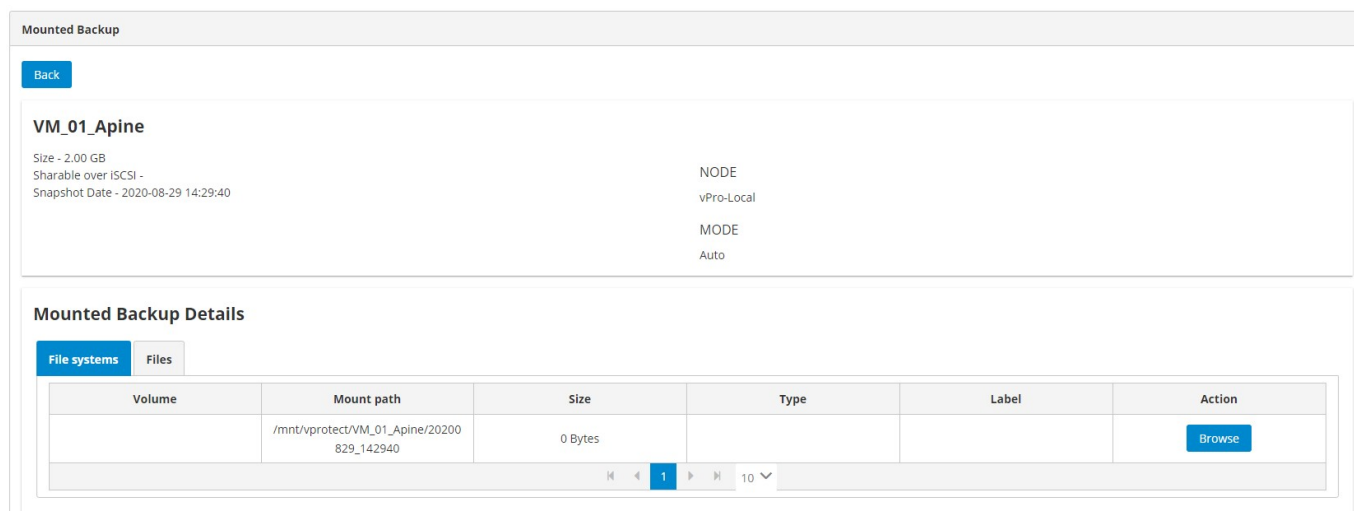 Mounted Backup
Back
VM_01_Apine
Size - 2.00 GB
Sharable over iSCSI -
Snapshot Date - 2020-08-29 14:29:40
NODE
vPro-Local
MODE
Auto
Mounted Backup Details
File systems Files
Volume Mount path Size Type Label Action
/mnt/vprotect/VM_01_Apine/20200
829_142940
0 Bytes
Browse
1 10